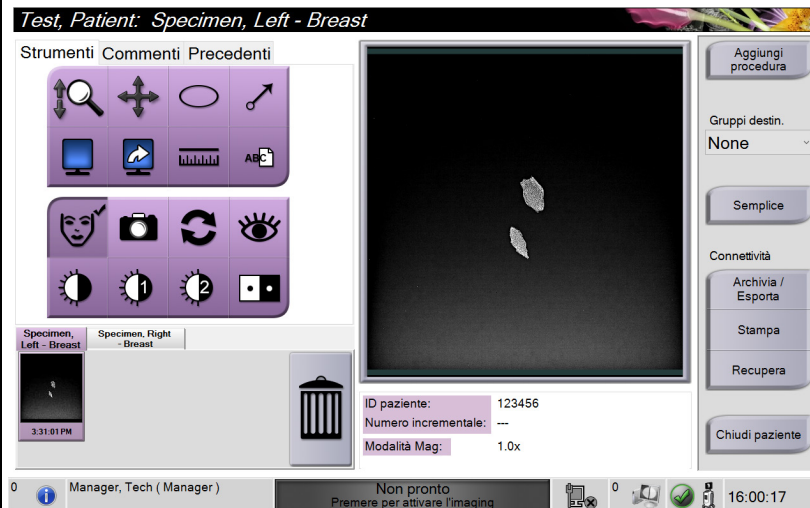 Test, Patient:  Specimen, Left - Breast
Strumenti Commenti Precedenti
ABC
1
2
Specimen,
Left - Breast
Specimen, Right
- Breast
3:31:01 PM
ID paziente: 123456
Numero incrementale: ---
Modalità Mag: 1.0x
Aggiungi
procedura
Gruppi destin.
None
Semplice
Connettività
Archivia /
Esporta
Stampa
Recupera
Chiudi paziente
0
Manager, Tech ( Manager )
Non pronto
Premere per attivare l'imaging
0
16:00:17